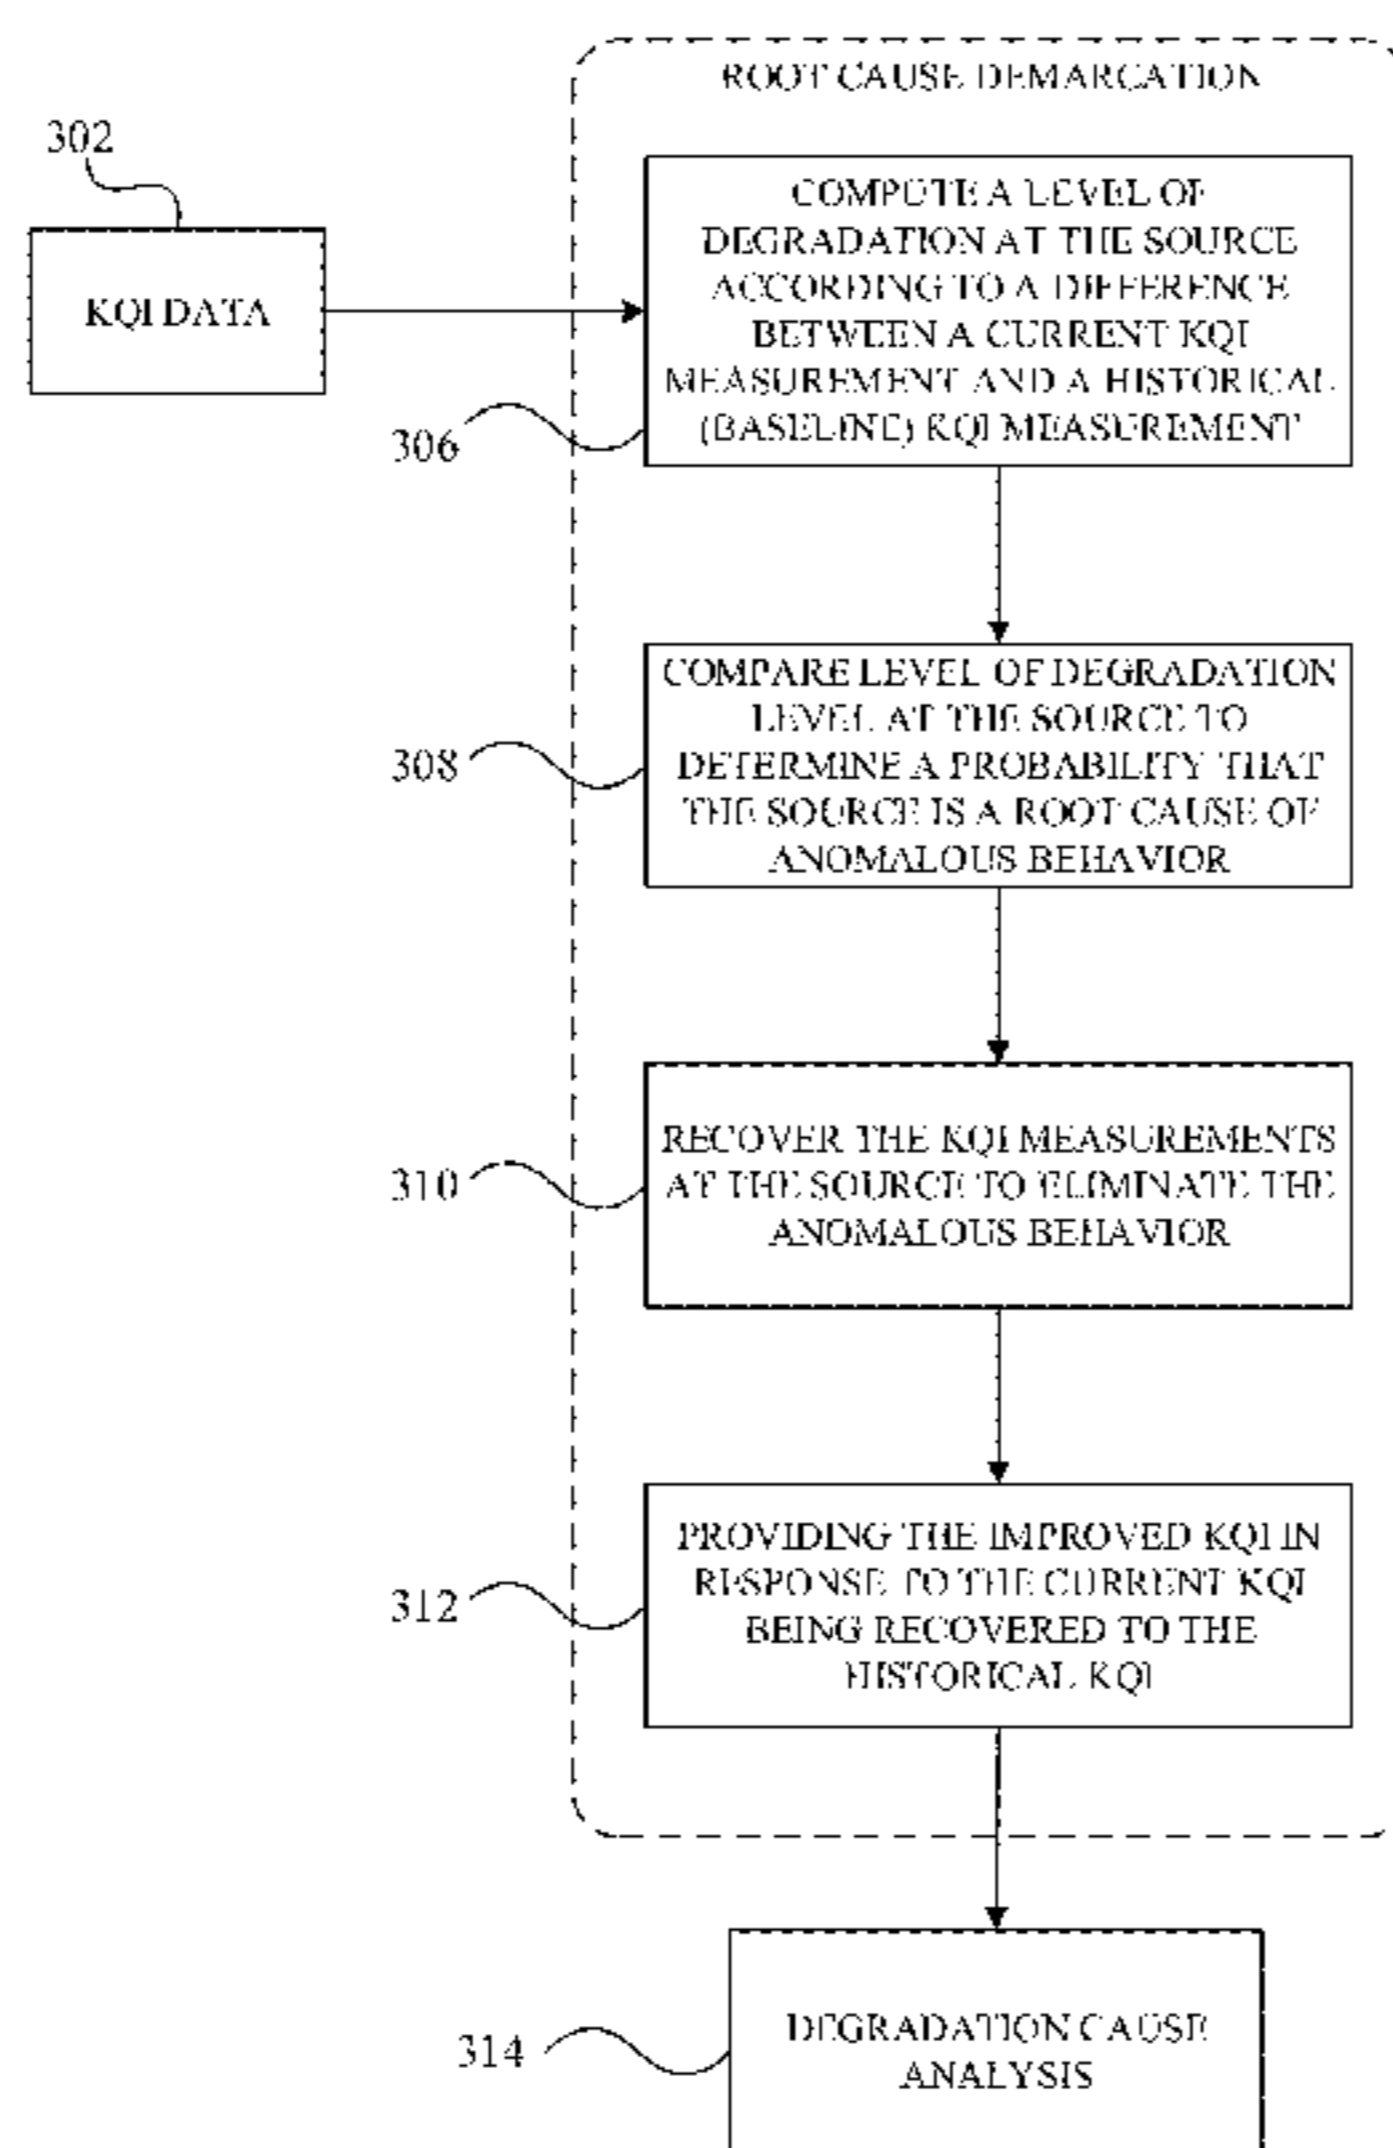 ROOT CAUSE DEMARCATION
302
KQI DATA
COMPUTE A LEVEL OF
DEGRADATION AT THE SOURCE
ACCORDING TO A DIFFERENCE
BETWEEN A CURRENT KQI
MEASUREMENT AND A HISTORICAL
(BASELINE) KQI MEASUREMENT
306
COMPARE LEVEL OF DEGRADATION
LEVEL AT THE SOURCE TO
DETERMINE A PROBABILITY THAT
THE SOURCE IS A ROOT CAUSE OF
ANOMALOUS BEHAVIOR
308
RECOVER THE KQI MEASUREMENTS
AT THE SOURCE TO ELIMINATE THE
ANOMALOUS BEHAVIOR
310
PROVIDING THE IMPROVED KQI IN
RESPONSE TO THE CURRENT KQI
BEING RECOVERED TO THE
HISTORICAL KQI
312
DEGRADATION CAUSE
ANALYSIS
314